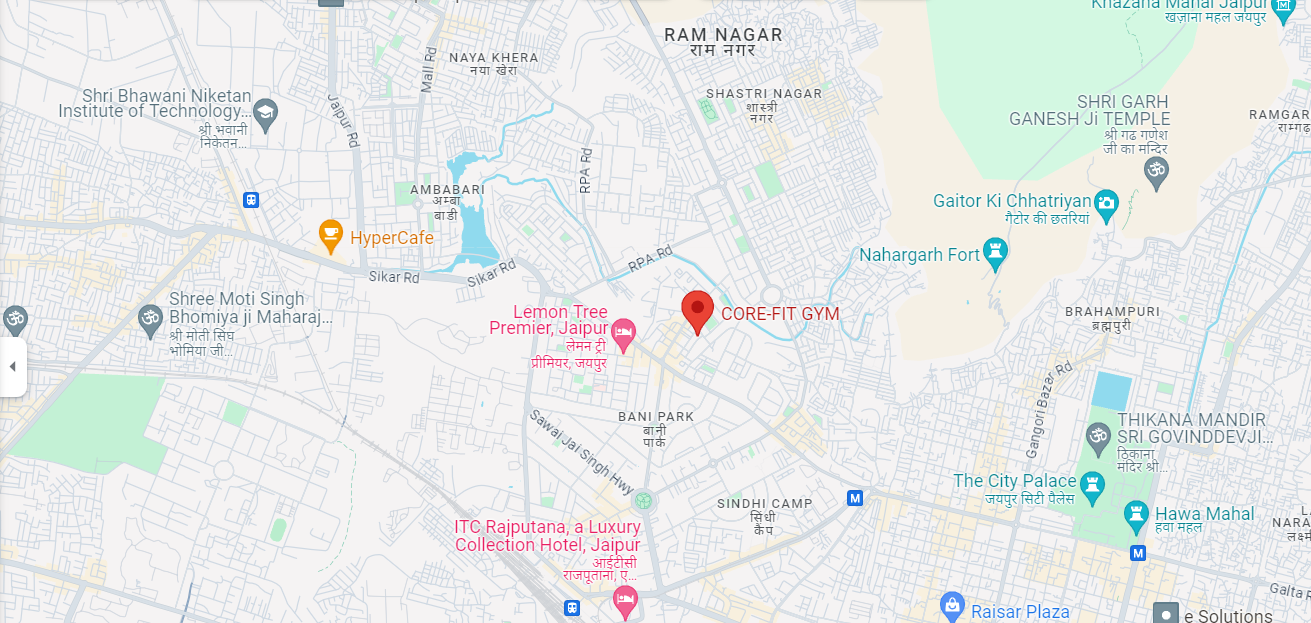 Khazana Mahal Jaipur
खज़ाना महल जयपुर
RAM NAGAR
राम नगर
NAYA KHERA
नया खेरा
Mall Rd
Jaipur Rd
Shri Bhawani Niketan
Institute of Technology...
श्री भवानी
निकेतन...
SHASTRI NAGAR
शास्त्री
नगर
SHRI GARH
GANESH Ji TEMPLE
श्री गढ गणेश
जी का मन्दिर
RPA Rd
AMBABARI
अम्बा
बाड़ी
Gaitor Ki Chhatriyan
गैटोर की छतरियां
HyperCafe
Nahargarh Fort
Sikar Rd
Sikar Rd
RPA Rd
Shree Moti Singh
Bhomiya ji Maharaj...
श्री मोती सिंघ
भोमिया जी...
Lemon Tree
Premier, Jaipur
लेमन ट्री
प्रीमियर, जयपुर
CORE-FIT GYM
BRAHAMPURI
ब्रह्मपुरी
Gangori Bazar Rd
BANI PARK
बानी
पार्क
Sawai Jai Singh Hwy
THIKANA MANDIR
SRI GOVINDDEVJI...
ठिकाना
मंदिर श्री...
The City Palace
जयपुर सिटी पैलेस
SINDHI CAMP
सिंधी
कैंप
M
Hawa Mahal
हवा महल
M
ITC Rajputana, a Luxury
Collection Hotel, Jaipur
आईटीसी
राजपूताना, ए...
Raisar Plaza
e Solutions